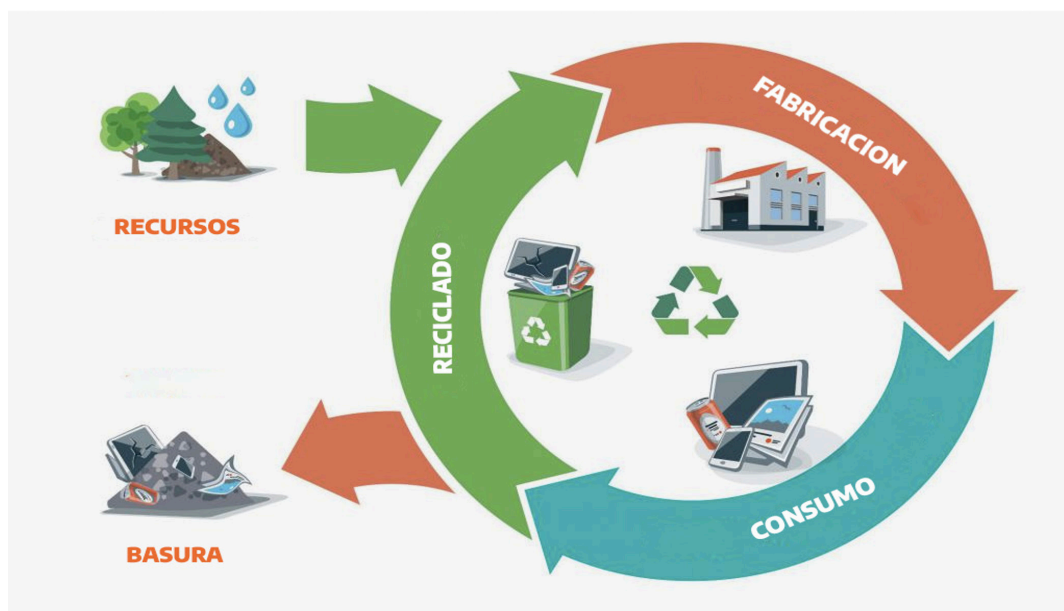 RECURSOS
FABRICACION
RECICLADO
CONSUMO
BASURA